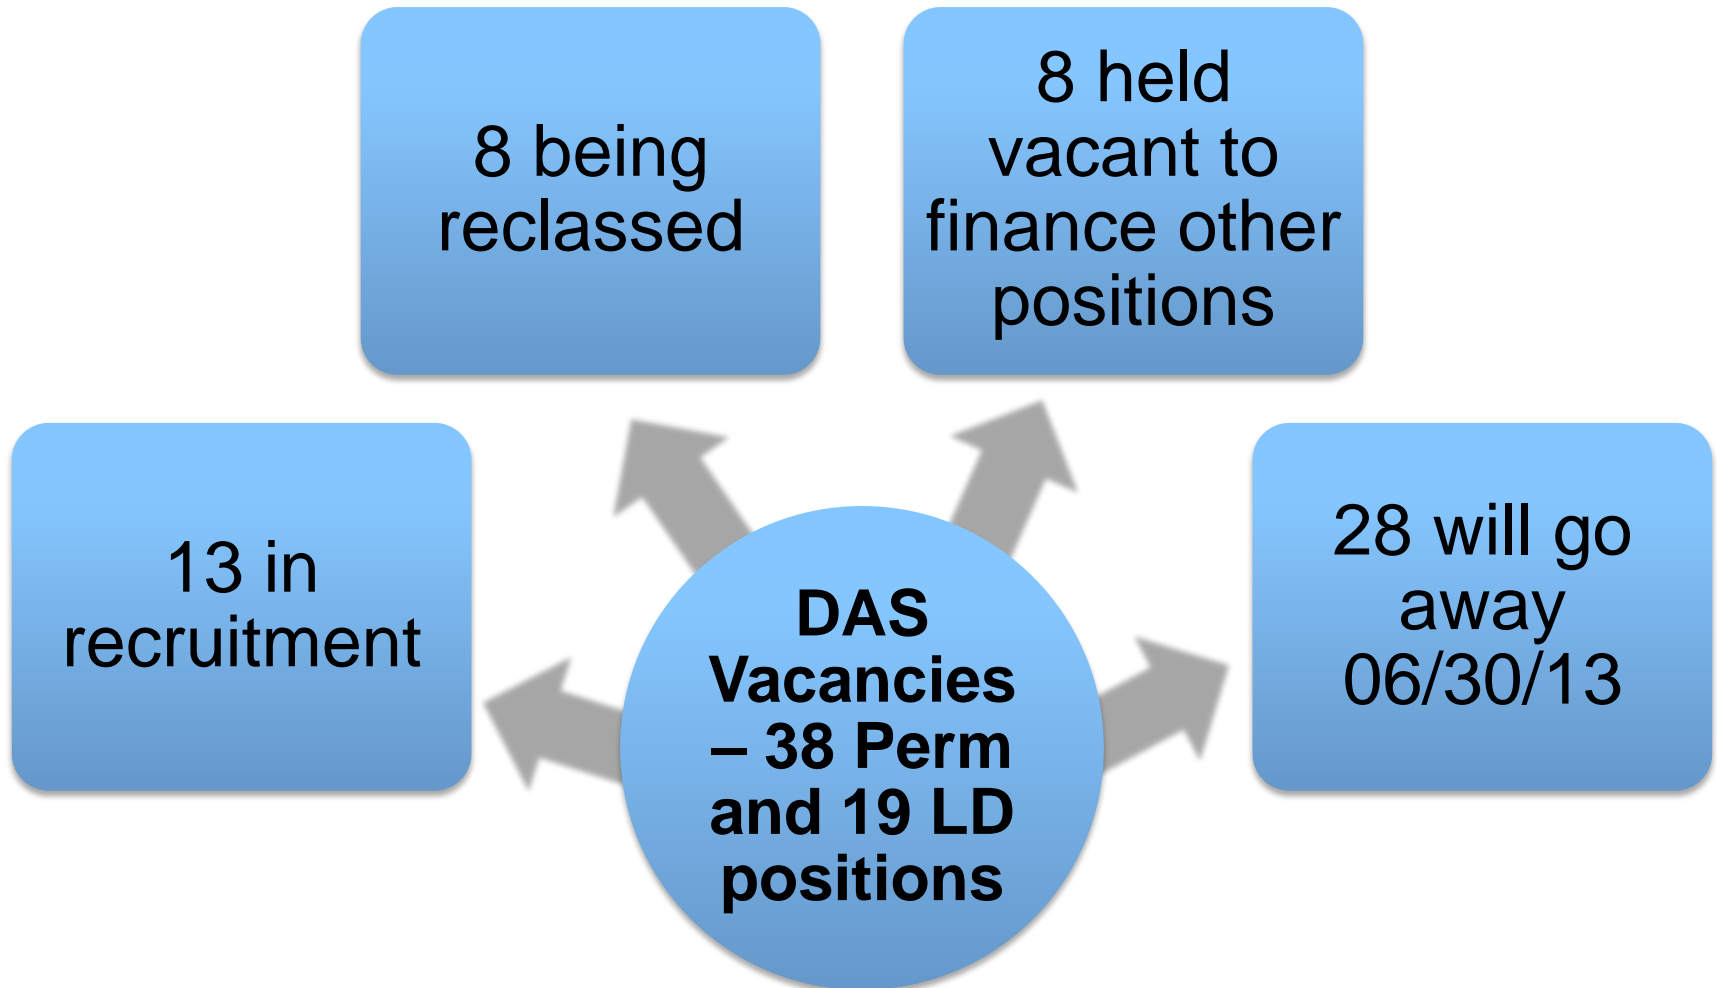 8 being
reclassed
8 held
vacant to
finance other
positions
13 in
recruitment
28 will go
away
06/30/13
DAS
Vacancies
– 38 Perm
and 19 LD
positions